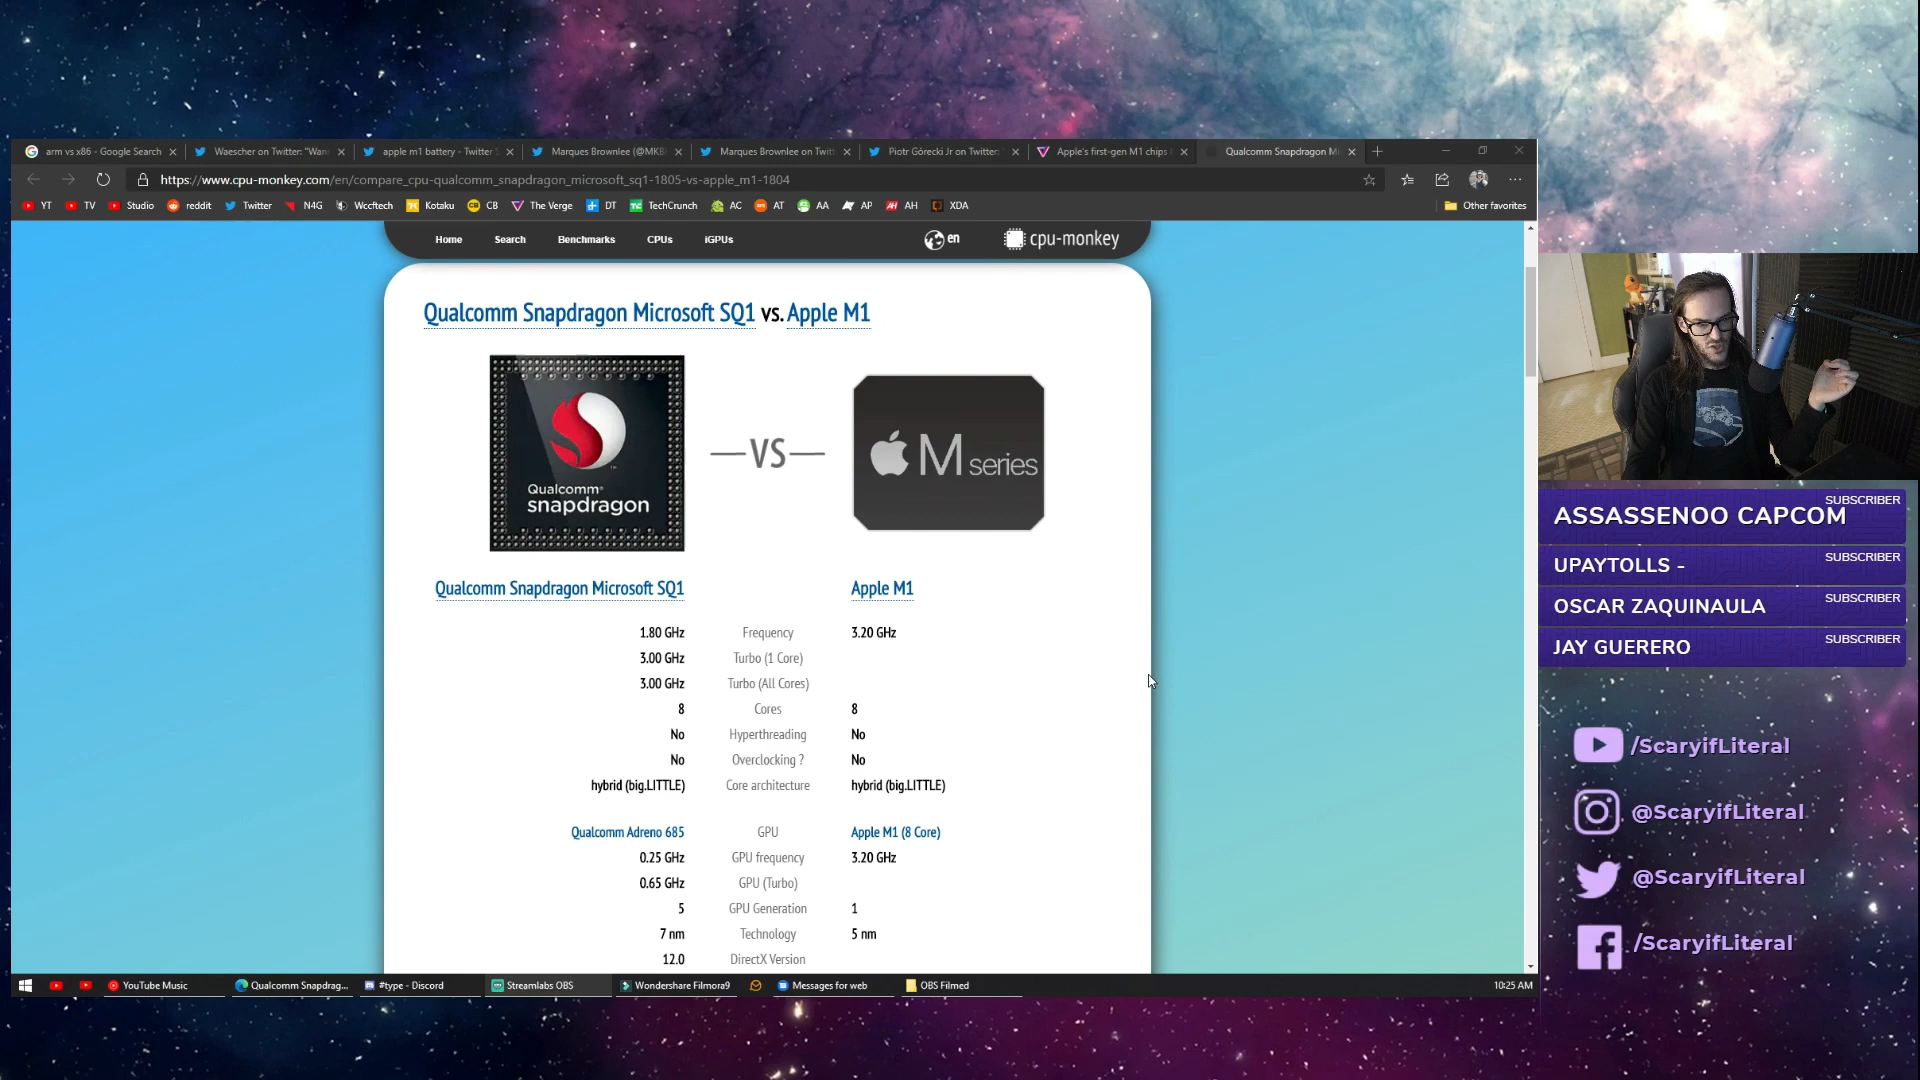 arm vs x86 - Google Search
Waescher on Twitter: "Wan
apple m1 battery - Twitter S
Marques Brownlee (@MKB
Marques Brownlee on Twitt
Piotr Górecki Jr on Twitter: "
Apple's first-gen M1 chips
Qualcomm Snapdragon Mi
https://www.cpu-monkey.com/en/compare_cpu-qualcomm_snapdragon_microsoft_sq1-1805-vs-apple_m1-1804
YT TV Studio reddit Twitter N4G Wccftech Kotaku CB The Verge DT TechCrunch AC AT AA AP AH XDA Other favorites
Home Search Benchmarks CPUs iGPUs en cpu-monkey
Qualcomm Snapdragon Microsoft SQ1 vs. Apple M1
Qualcomm®
snapdragon™
VS
M series
Qualcomm Snapdragon Microsoft SQ1 Apple M1
1.80 GHz Frequency 3.20 GHz
3.00 GHz Turbo (1 Core)
3.00 GHz Turbo (All Cores)
8 Cores 8
No Hyperthreading No
No Overclocking ? No
hybrid (big.LITTLE) Core architecture hybrid (big.LITTLE)
Qualcomm Adreno 685 GPU Apple M1 (8 Core)
0.25 GHz GPU frequency 3.20 GHz
0.65 GHz GPU (Turbo)
5 GPU Generation 1
7 nm Technology 5 nm
12.0 DirectX Version
YouTube Music Qualcomm Snapdrag... #type - Discord Streamlabs OBS Wondershare Filmora9 Messages for web OBS Filmed 10:25 AM
SUBSCRIBER
ASSASSENOO CAPCOM
SUBSCRIBER
UPAYTOLLS -
SUBSCRIBER
OSCAR ZAQUINAULA
SUBSCRIBER
JAY GUERERO
/ScaryifLiteral
@ScaryifLiteral
@ScaryifLiteral
/ScaryifLiteral